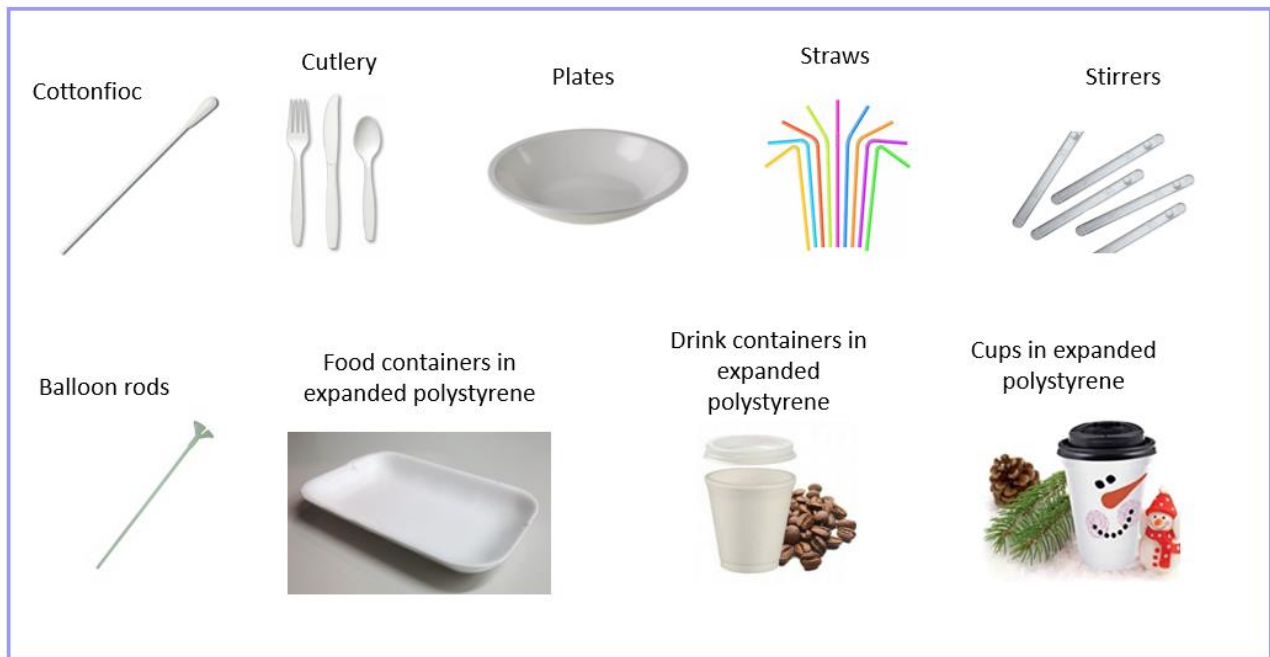 Cottonfioc
Cutlery
Plates
Straws
Stirrers
Balloon rods
Food containers in
expanded polystyrene
Drink containers in
expanded
polystyrene
Cups in expanded
polystyrene